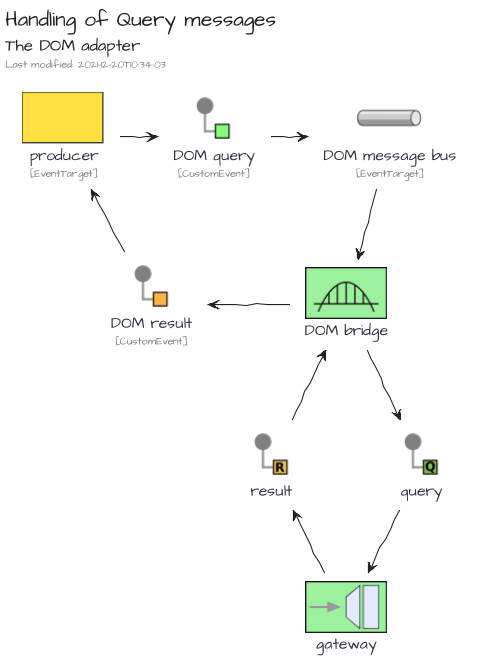 Handling of Query messages
The DOM adapter
Last modified: 2021-12-20T10:34:03
producer
[EventTarget]
DOM query
[CustomEvent]
DOM message bus
[EventTarget]
DOM result
[CustomEvent]
DOM bridge
R
result
Q
query
gateway